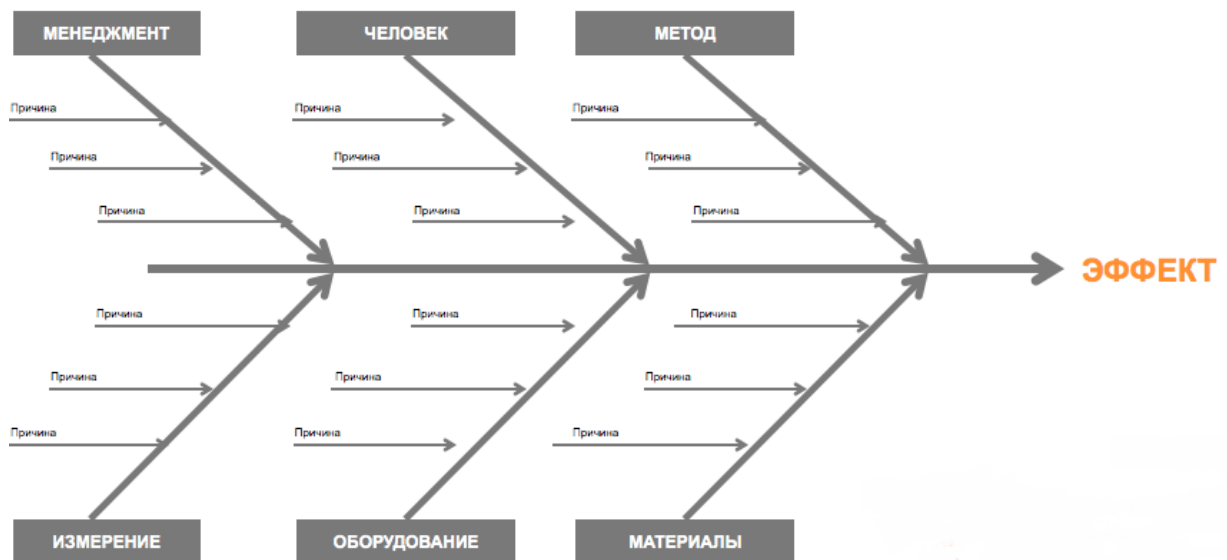 МЕНЕДЖМЕНТ
ЧЕЛОВЕК
МЕТОД
Причина
Причина
Причина
Причина
Причина
Причина
Причина
Причина
Причина
ЭФФЕКТ
Причина
Причина
Причина
Причина
Причина
Причина
Причина
Причина
Причина
ИЗМЕРЕНИЕ
ОБОРУДОВАНИЕ
МАТЕРИАЛЫ